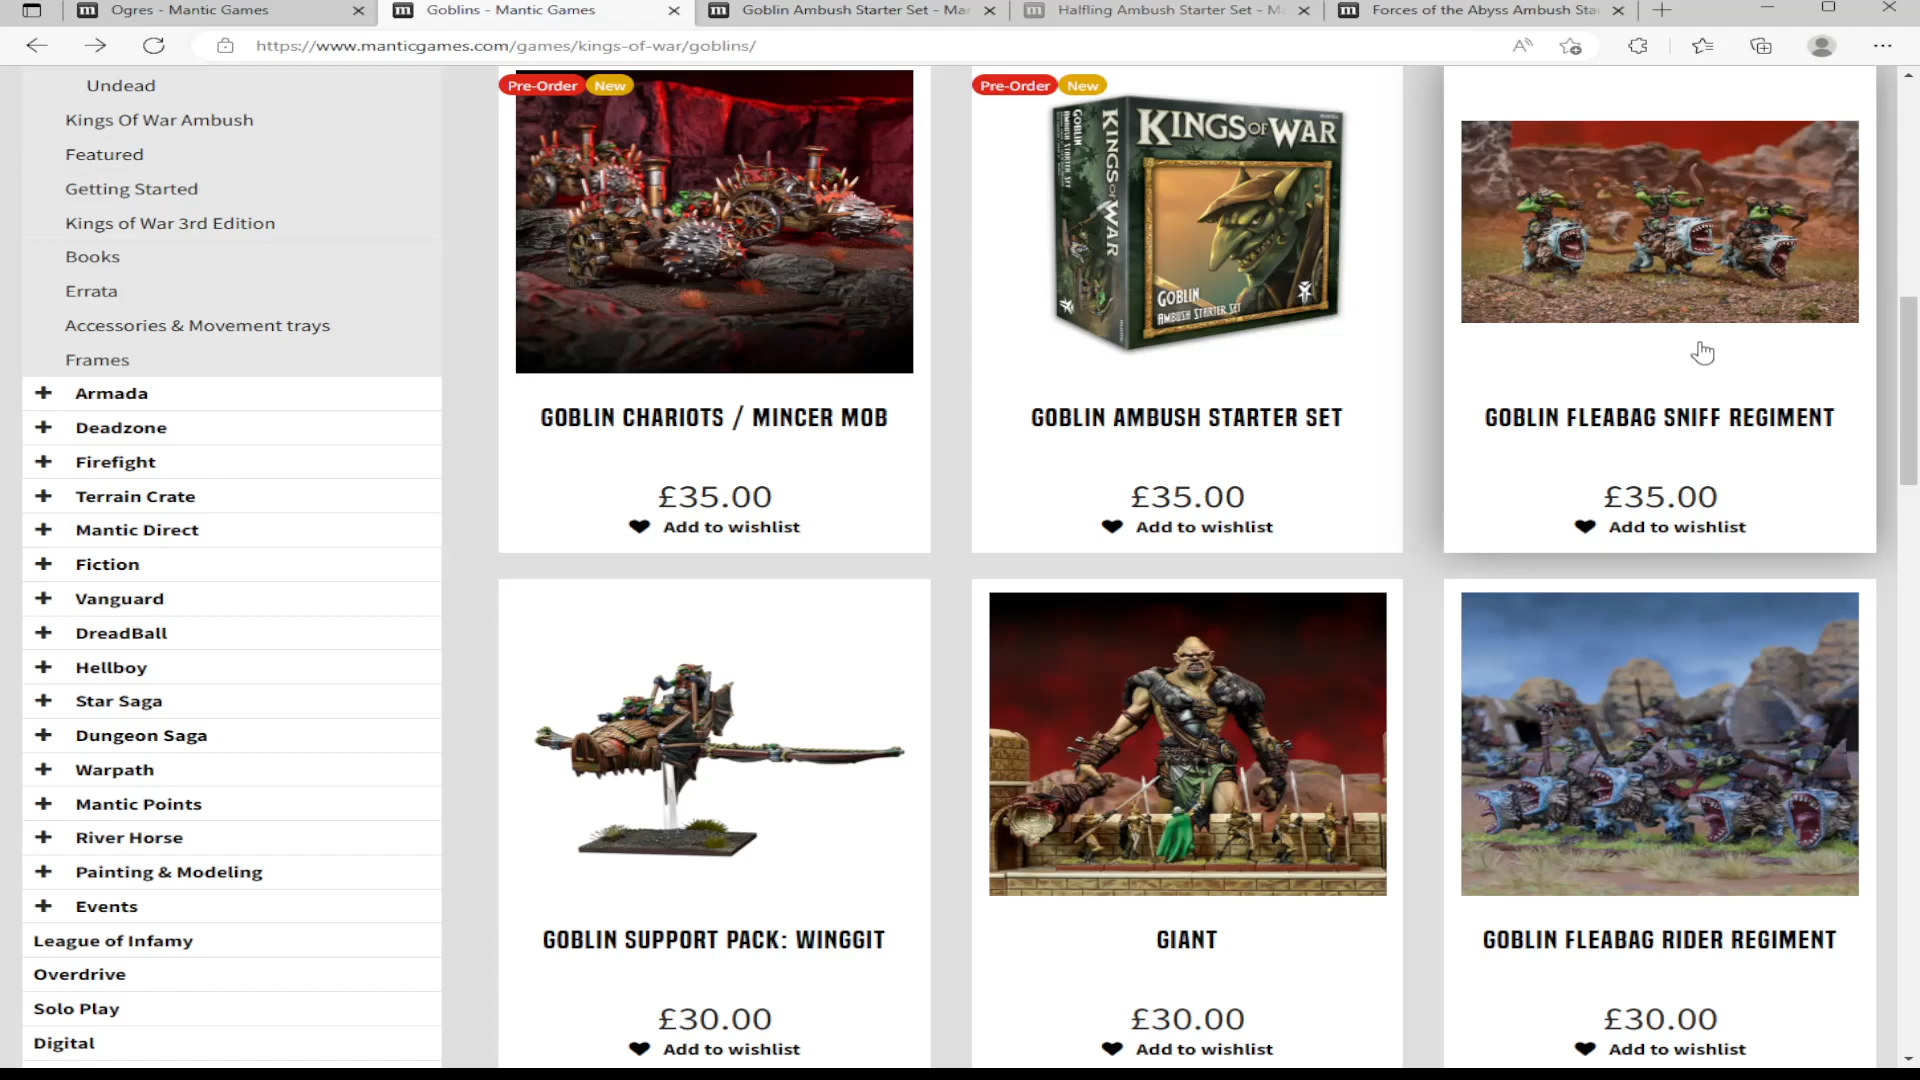 Ogres - Mantic Games
Goblins - Mantic Games
Goblin Ambush Starter Set - Ma
Halfling Ambush Starter Set - M
Forces of the Abyss Ambush Sta
https://www.manticgames.com/games/kings-of-war/goblins/
Undead
Kings Of War Ambush
Featured
Getting Started
Kings of War 3rd Edition
Books
Errata
Accessories & Movement trays
Frames
Armada
Deadzone
Firefight
Terrain Crate
Mantic Direct
Fiction
Vanguard
DreadBall
Hellboy
Star Saga
Dungeon Saga
Warpath
Mantic Points
River Horse
Painting & Modeling
Events
League of Infamy
Overdrive
Solo Play
Digital
Pre-Order New
GOBLIN CHARIOTS / MINCER MOB
£35.00
Add to wishlist
Pre-Order New
KINGS OF WAR
GOBLIN
AMBUSH STARTER SET
KINGS OF WAR
GOBLIN
AMBUSH STARTER SET
GOBLIN AMBUSH STARTER SET
£35.00
Add to wishlist
GOBLIN FLEABAG SNIFF REGIMENT
£35.00
Add to wishlist
GOBLIN SUPPORT PACK: WINGGIT
£30.00
Add to wishlist
GIANT
£30.00
Add to wishlist
GOBLIN FLEABAG RIDER REGIMENT
£30.00
Add to wishlist